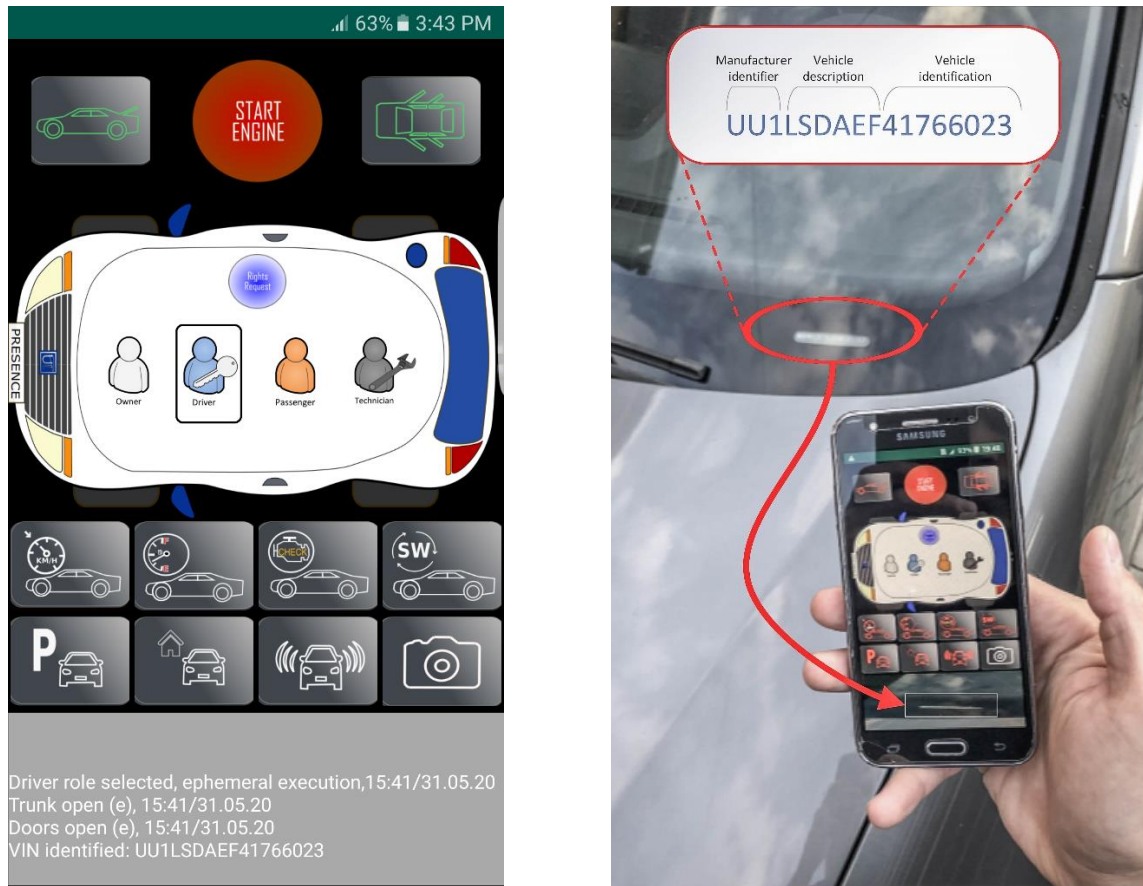 63% 3:43 PM
START
ENGINE
Rights
Request
PRESENCE
Owner
Driver
Passenger
Technician
KM/H
F
E
CHECK
SW
P
Driver role selected, ephemeral execution,15:41/31.05.20
Trunk open (e), 15:41/31.05.20
Doors open (e), 15:41/31.05.20
VIN identified: UU1LSDAEF41766023
Manufacturer
identifier
Vehicle
description
Vehicle
identification
UU1LSDAEF41766023
SAMSUNG
START
ENGINE
SW
P